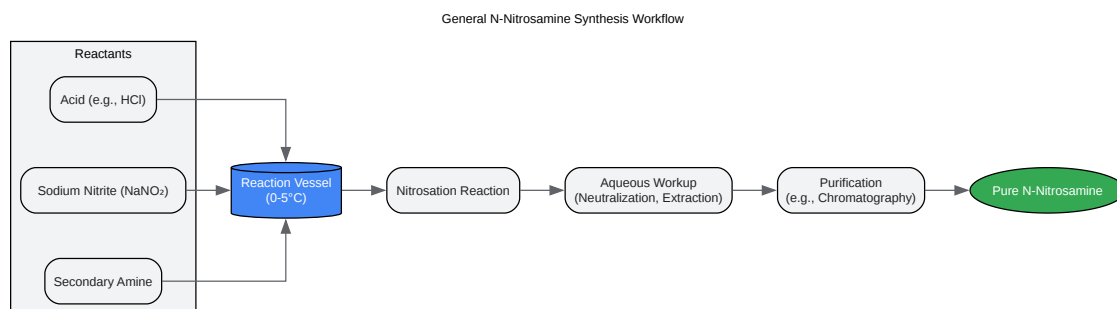 General N-Nitrosamine Synthesis Workflow
Reactants
Acid (e.g., HCl)
Sodium Nitrite (NaNO₂)
Secondary Amine
Reaction Vessel
(0-5°C)
Nitrosation Reaction
Aqueous Workup
(Neutralization, Extraction)
Purification
(e.g., Chromatography)
Pure N-Nitrosamine